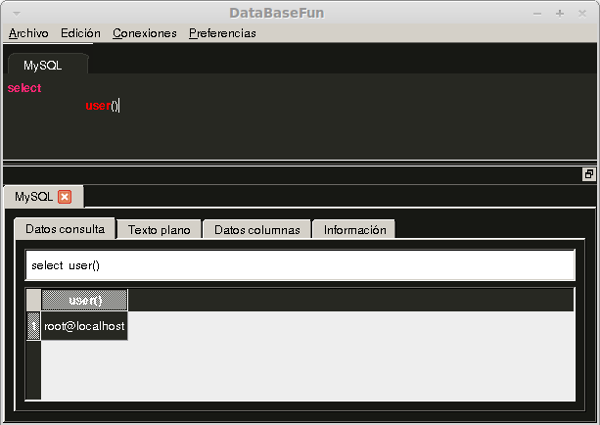 DataBaseFun
Archivo Edición Conexiones Preferencias
MySQL
select
user()
MySQL
Datos consulta Texto plano Datos columnas Información
select user()
user()
1 root@localhost